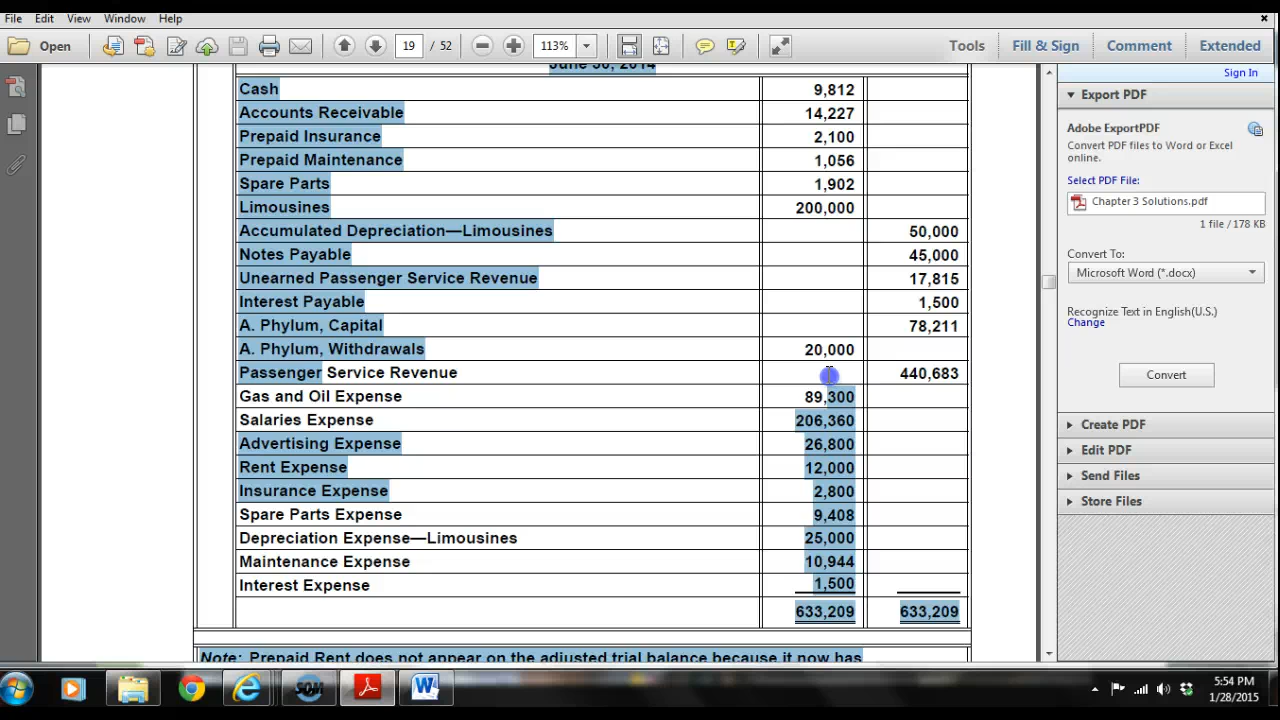 File Edit View Window Help
Open 19 / 52 113% Tools Fill & Sign Comment Extended
June 30, 2014
Cash 9,812
Accounts Receivable 14,227
Prepaid Insurance 2,100
Prepaid Maintenance 1,056
Spare Parts 1,902
Limousines 200,000
Accumulated Depreciation—Limousines 50,000
Notes Payable 45,000
Unearned Passenger Service Revenue 17,815
Interest Payable 1,500
A. Phylum, Capital 78,211
A. Phylum, Withdrawals 20,000
Passenger Service Revenue 440,683
Gas and Oil Expense 89,300
Salaries Expense 206,360
Advertising Expense 26,800
Rent Expense 12,000
Insurance Expense 2,800
Spare Parts Expense 9,408
Depreciation Expense—Limousines 25,000
Maintenance Expense 10,944
Interest Expense 1,500
633,209 633,209
Note: Prepaid Rent does not appear on the adjusted trial balance because it now has
Sign In
Export PDF
Adobe ExportPDF
Convert PDF files to Word or Excel
online.
Select PDF File:
Chapter 3 Solutions.pdf
1 file / 178 KB
Convert To:
Microsoft Word (*.docx)
Recognize Text in English(U.S.)
Change
Convert
Create PDF
Edit PDF
Send Files
Store Files
5:54 PM
1/28/2015